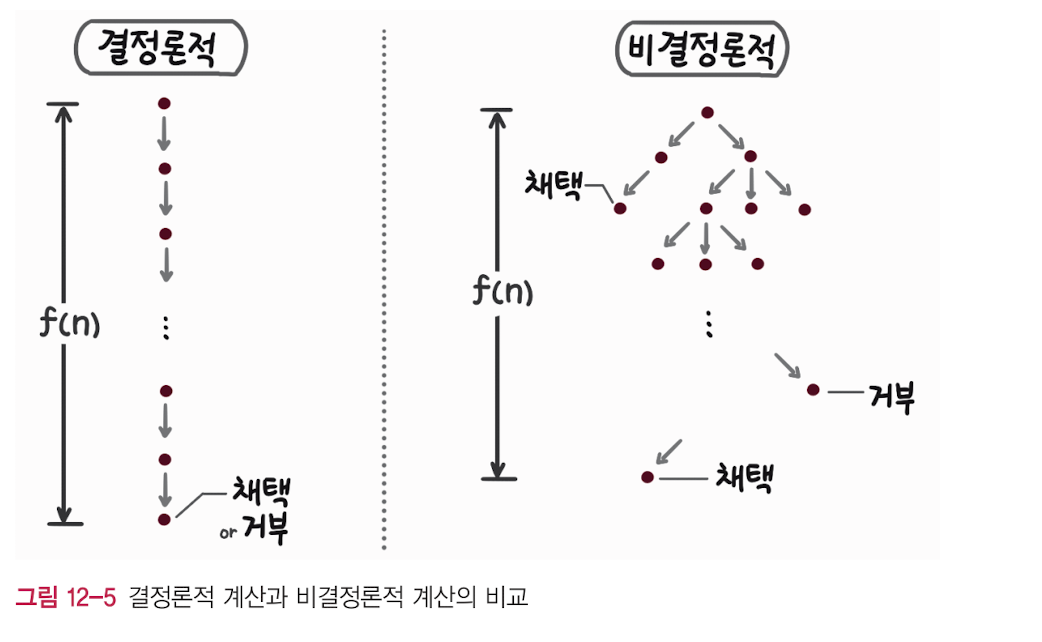 결정론적
비결정론적
채택
f(n)
f(n)
거부
채택
채택
or 거부
그림 12-5 결정론적 계산과 비결정론적 계산의 비교